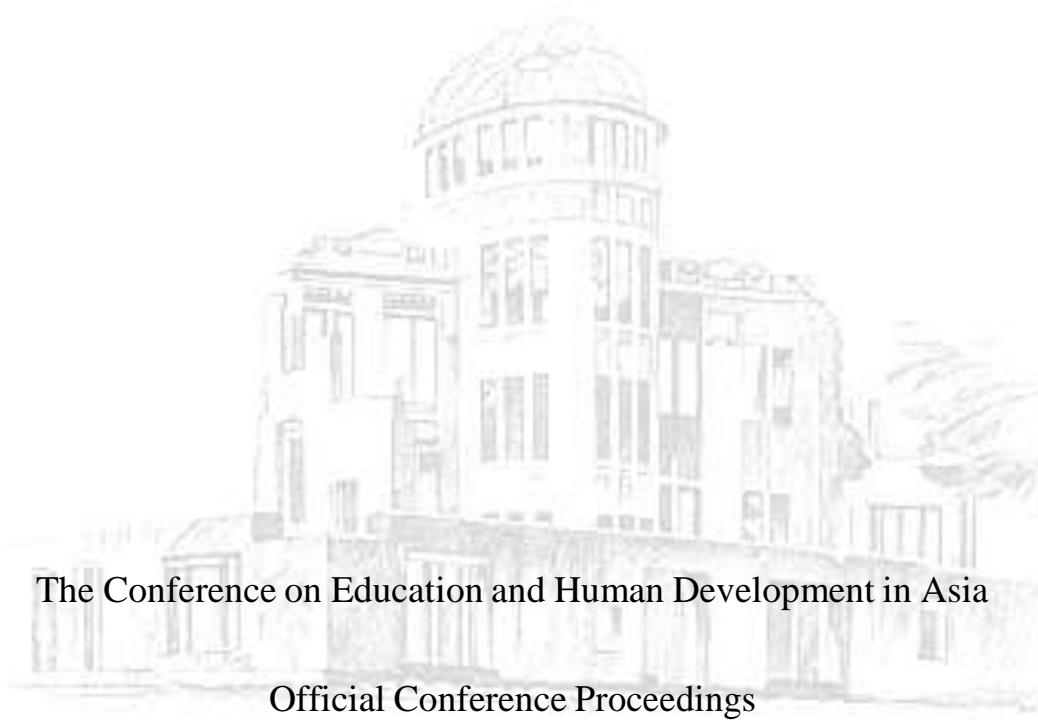 The Conference on Education and Human Development in Asia
Official Conference Proceedings